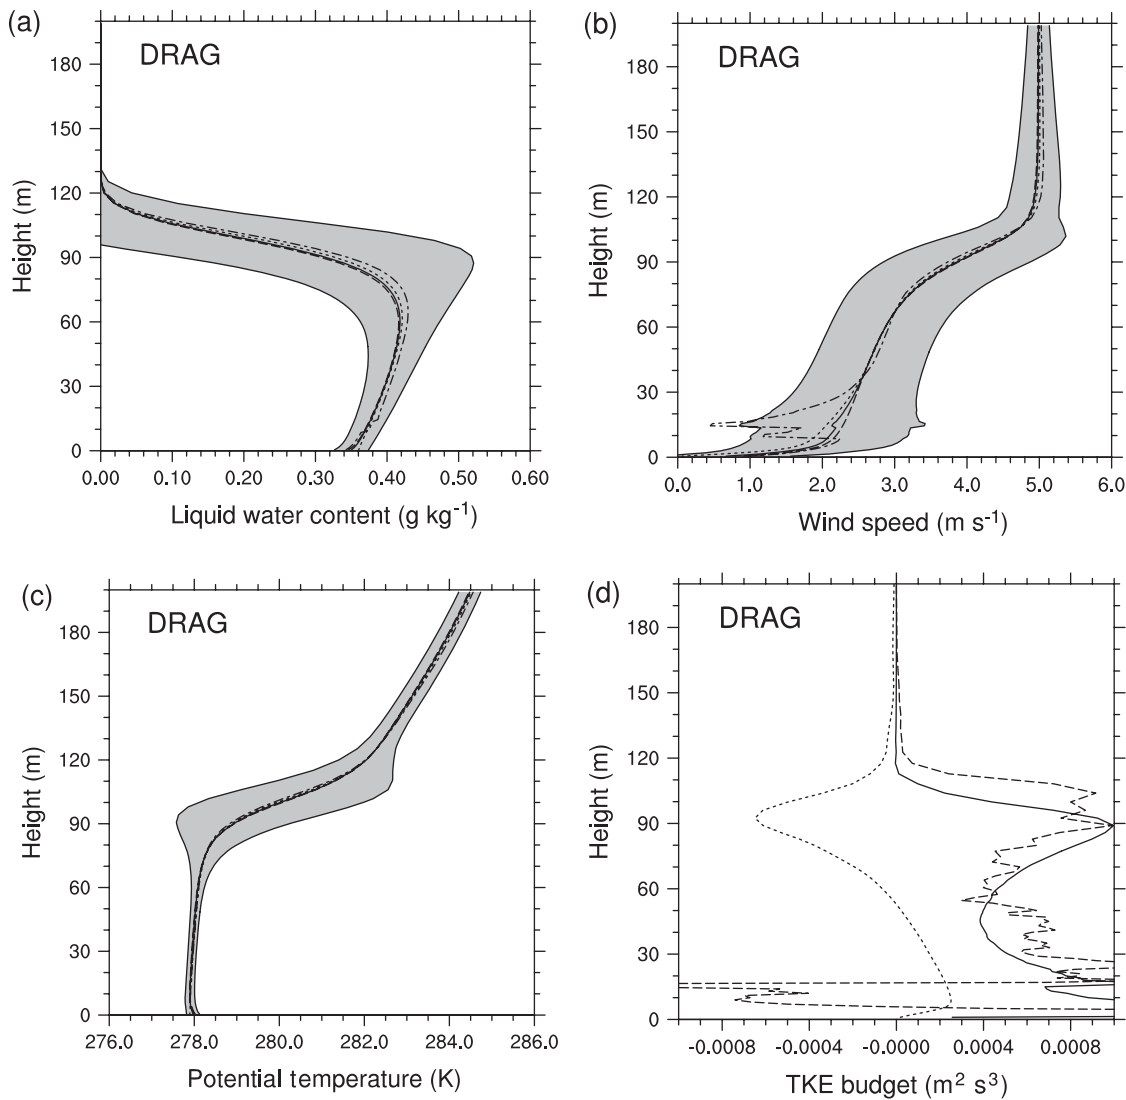 (a)
DRAG
180
150
120
90
60
30
0
Height (m)
0.00 0.10 0.20 0.30 0.40 0.50 0.60
Liquid water content (g kg-1)
(b)
DRAG
180
150
120
90
60
30
0
Height (m)
0.0 1.0 2.0 3.0 4.0 5.0 6.0
Wind speed (m s-1)
(c)
DRAG
180
150
120
90
60
30
0
Height (m)
276.0 278.0 280.0 282.0 284.0 286.0
Potential temperature (K)
(d)
DRAG
180
150
120
90
60
30
0
Height (m)
-0.0008 -0.0004 -0.0000 0.0004 0.0008
TKE budget (m2 s3)